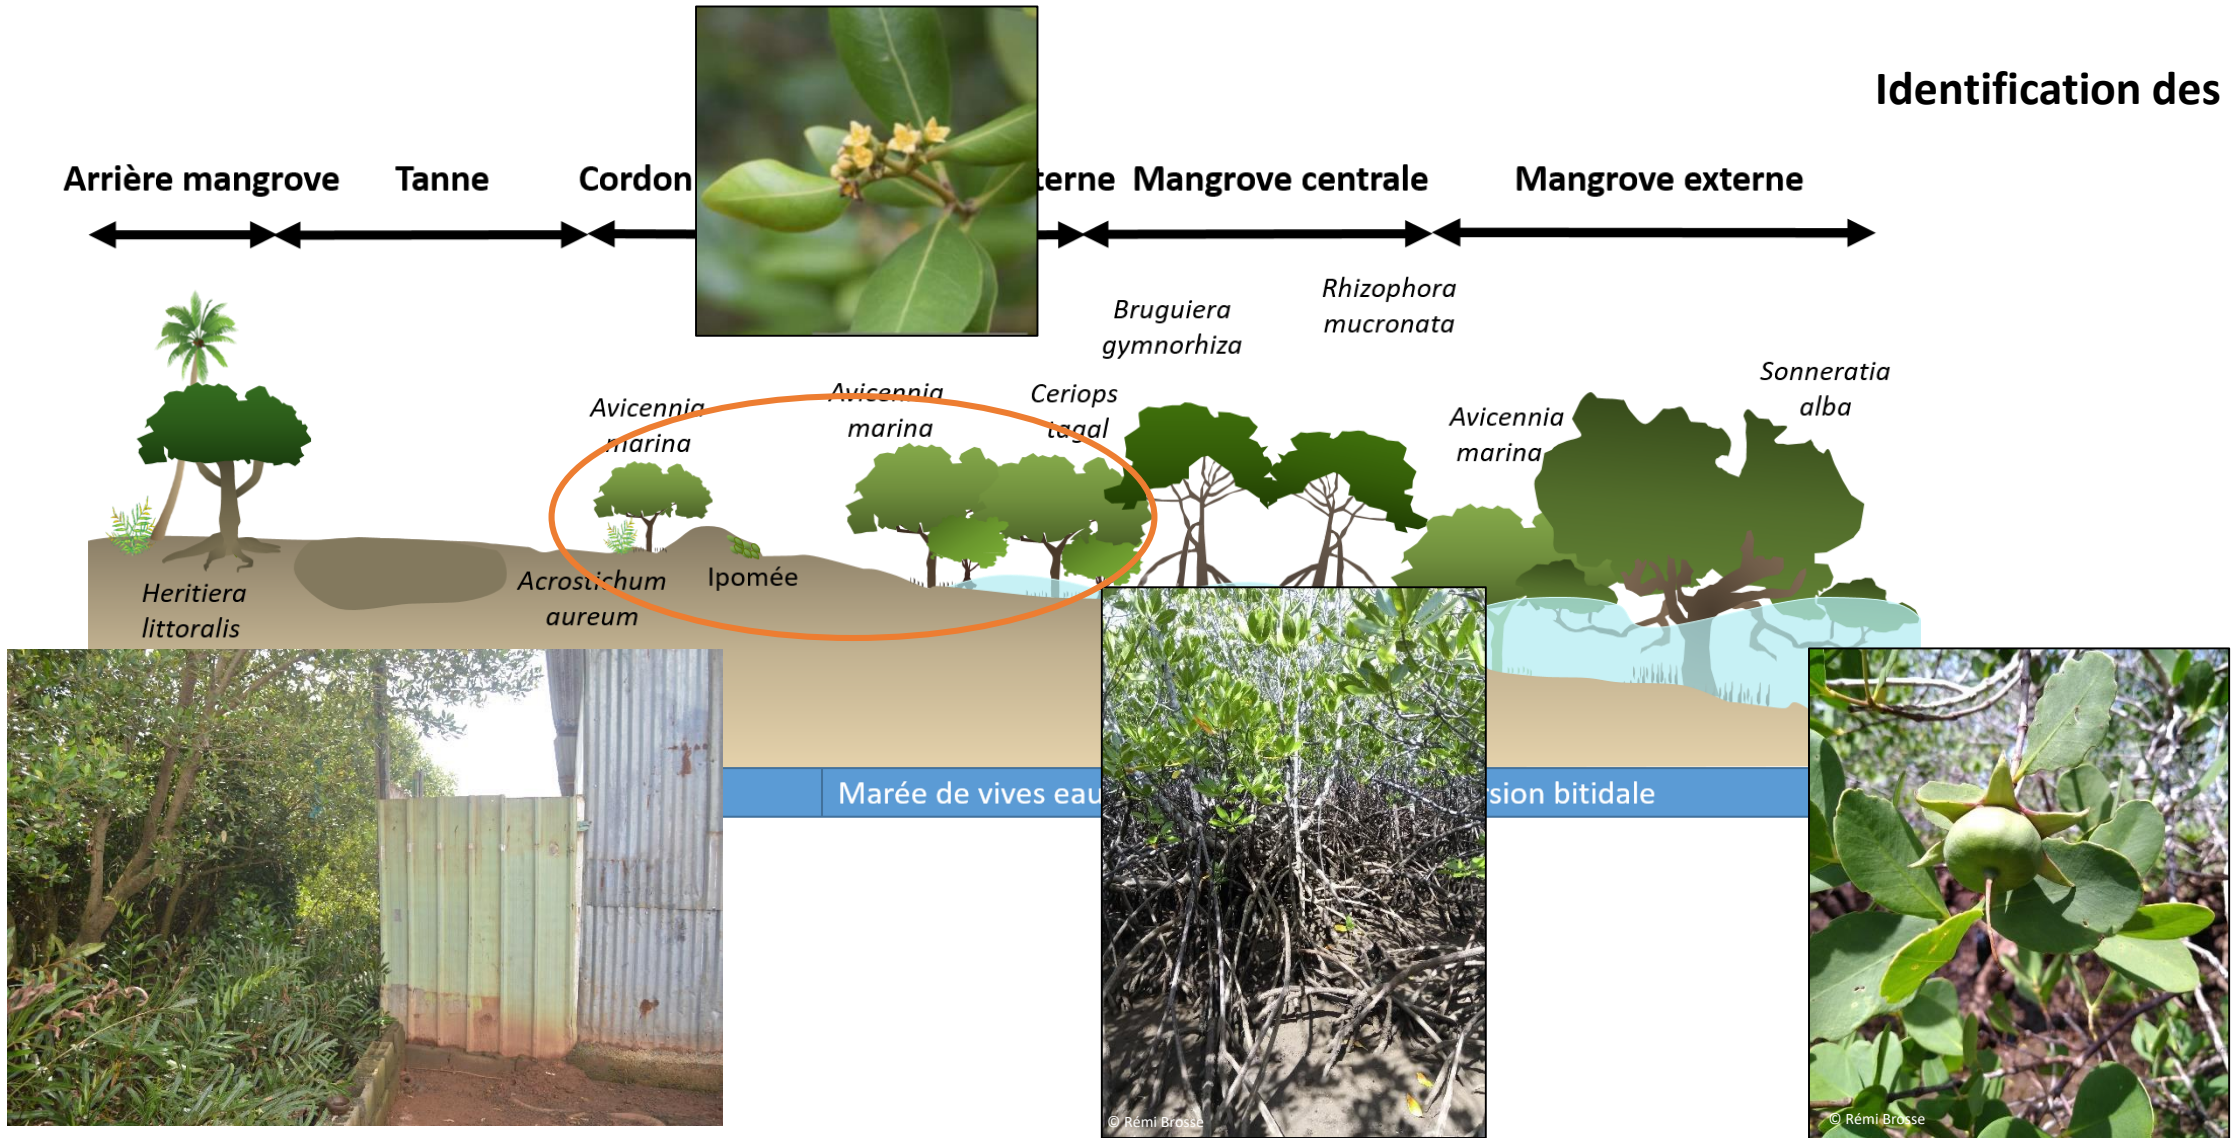 Identification des
Arrière mangrove
Tanne
Cordon
terne
Mangrove centrale
Mangrove externe
Rhizophora
mucronata
Bruguiera
gymnorhiza
Sonneratia
alba
Avicennia
marina
Avicennia
marina
Ceriops
tagal
Avicennia
marina
Heritiera
littoralis
Acrostichum
aureum
Ipomée
Marée de vives eau
sion bitidale
© Rémi Brosse
© Rémi Brosse